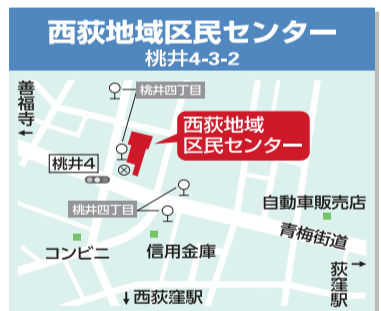 西荻地域区民センター
桃井4-3-2
善福寺
←
桃井四丁目
西荻地域
区民センター
桃井4
桃井四丁目
自動車販売店
青梅街道
コンビニ
信用金庫
→
荻窪駅
↓西荻窪駅